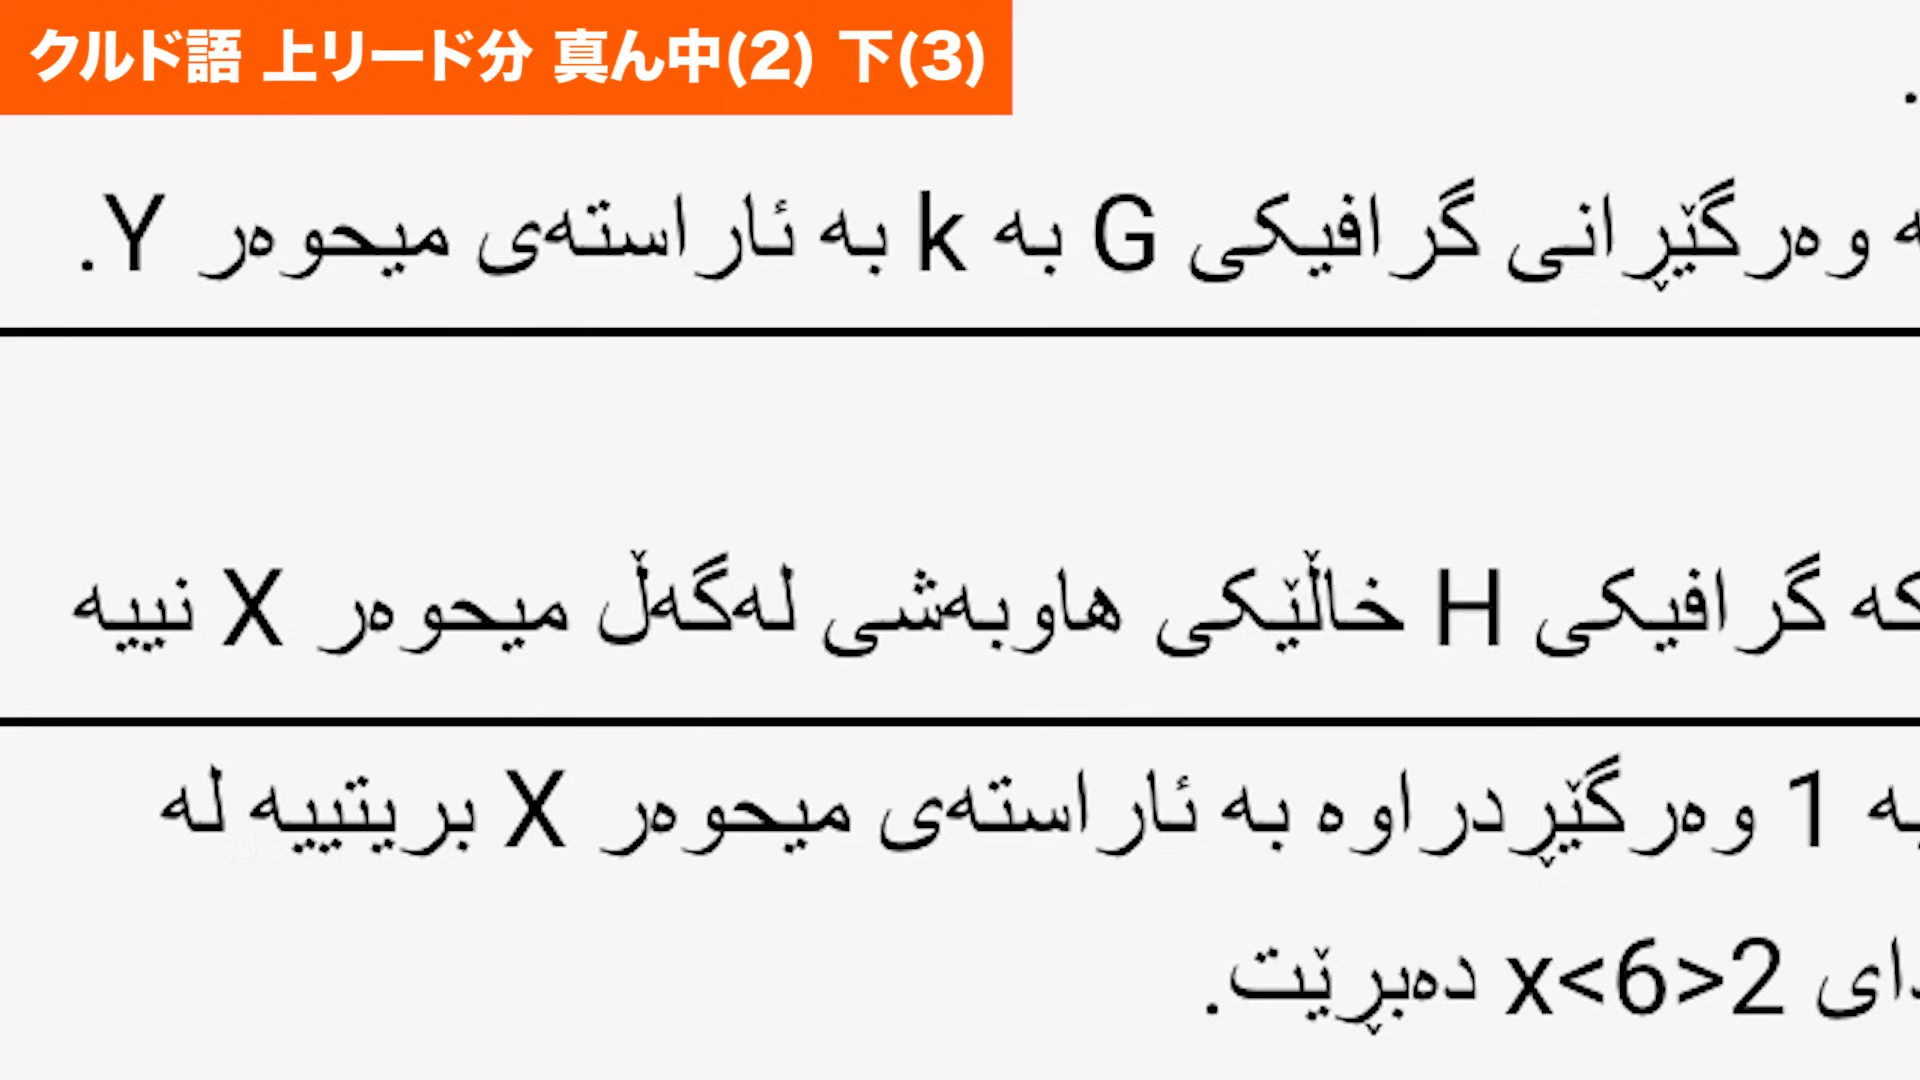 クルド語 上リード分 真ん中(2) 下(3)
وەرگێڕانی گرافیکی G بە k بە ئاراستەی میحوەر Y.
کە گرافیکی H خاڵێکی هاوبەشی لەگەڵ میحوەر X نییە
بە 1 وەرگێڕدراوە بە ئاراستەی میحوەر X بریتییە لە
2<x<6 دەبڕێت.